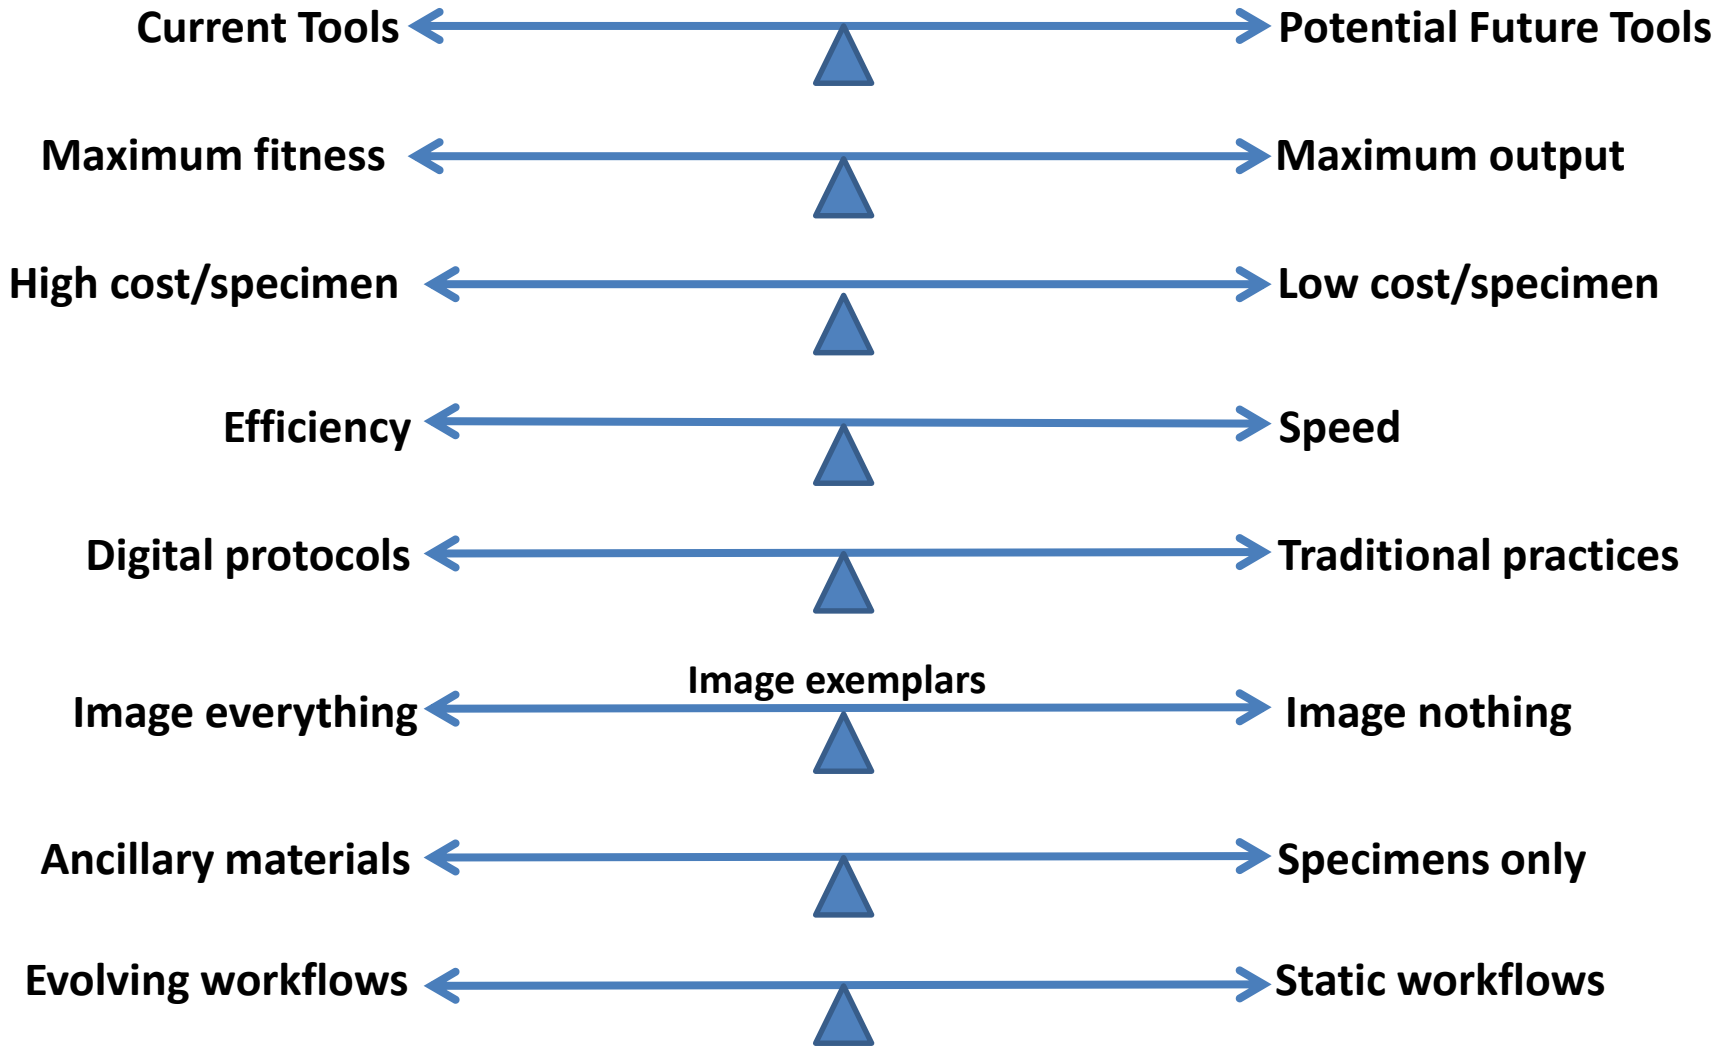 Current Tools Potential Future Tools
Maximum fitness Maximum output
High cost/specimen Low cost/specimen
Efficiency Speed
Digital protocols Traditional practices
Image exemplars
Image everything Image nothing
Ancillary materials Specimens only
Evolving workflows Static workflows